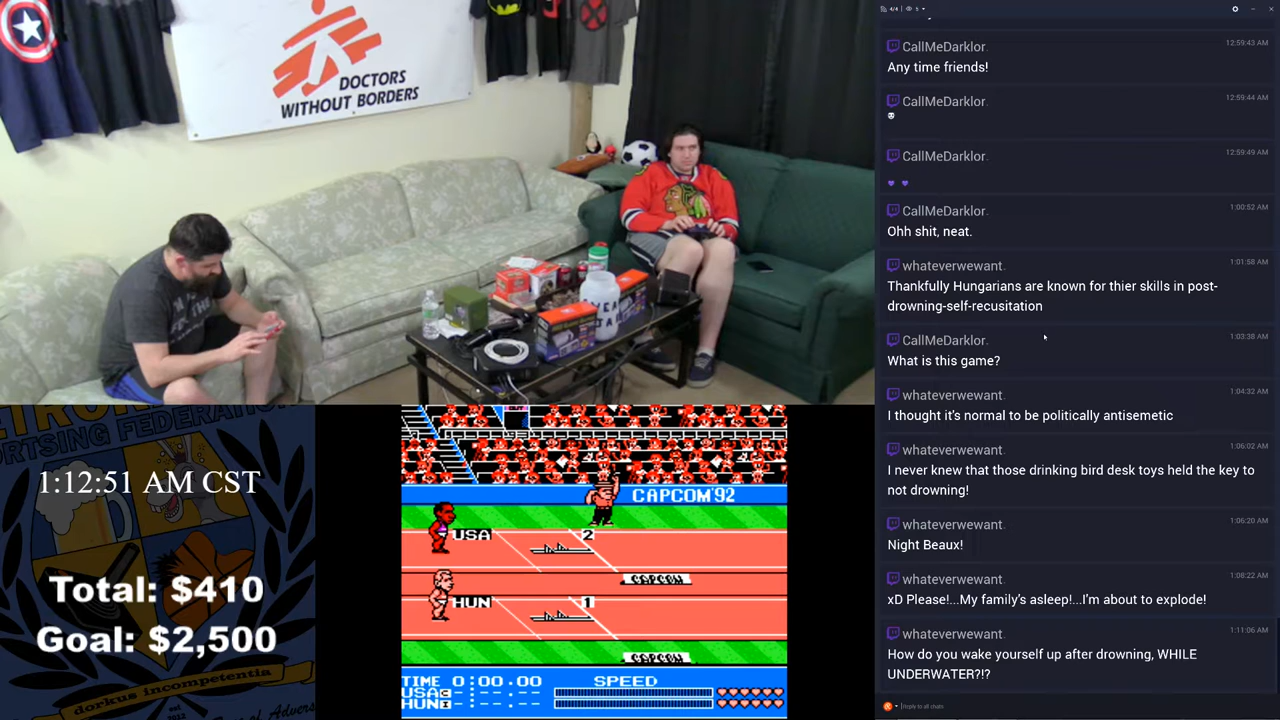 DOCTORS
WITHOUT BORDERS
1:12:51 AM CST
Total: $410
Goal: $2,500
dorkus incompetentia
CAPCOM'92
USA
2
CAPCOM
HUN
1
CAPCOM
TIME 0:00.00 SPEED
USA C -:--.--
HUN I -:--.--
4/4 5
CallMeDarklor. 12:59:43 AM
Any time friends!
CallMeDarklor. 12:59:44 AM
CallMeDarklor. 12:59:49 AM
CallMeDarklor. 1:00:52 AM
Ohh shit, neat.
whateverwewant. 1:01:58 AM
Thankfully Hungarians are known for thier skills in post-
drowning-self-recusitation
CallMeDarklor. 1:03:38 AM
What is this game?
whateverwewant. 1:04:32 AM
I thought it's normal to be politically antisemetic
whateverwewant. 1:06:02 AM
I never knew that those drinking bird desk toys held the key to
not drowning!
whateverwewant. 1:06:20 AM
Night Beaux!
whateverwewant. 1:08:22 AM
xD Please!...My family's asleep!...I'm about to explode!
whateverwewant. 1:11:06 AM
How do you wake yourself up after drowning, WHILE
UNDERWATER?!?
Reply to all chats